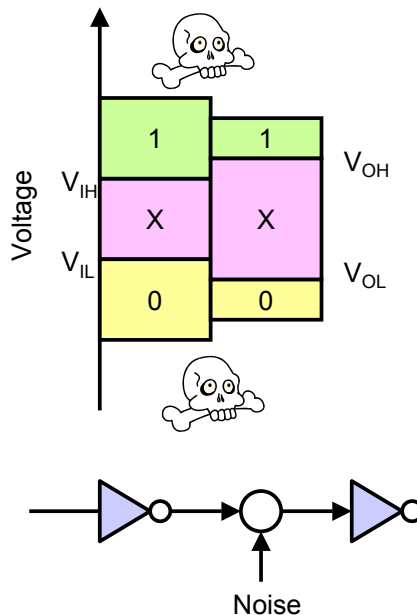 1 1
V_IH V_OH
Voltage
X X
V_IL V_OL
0 0
Noise